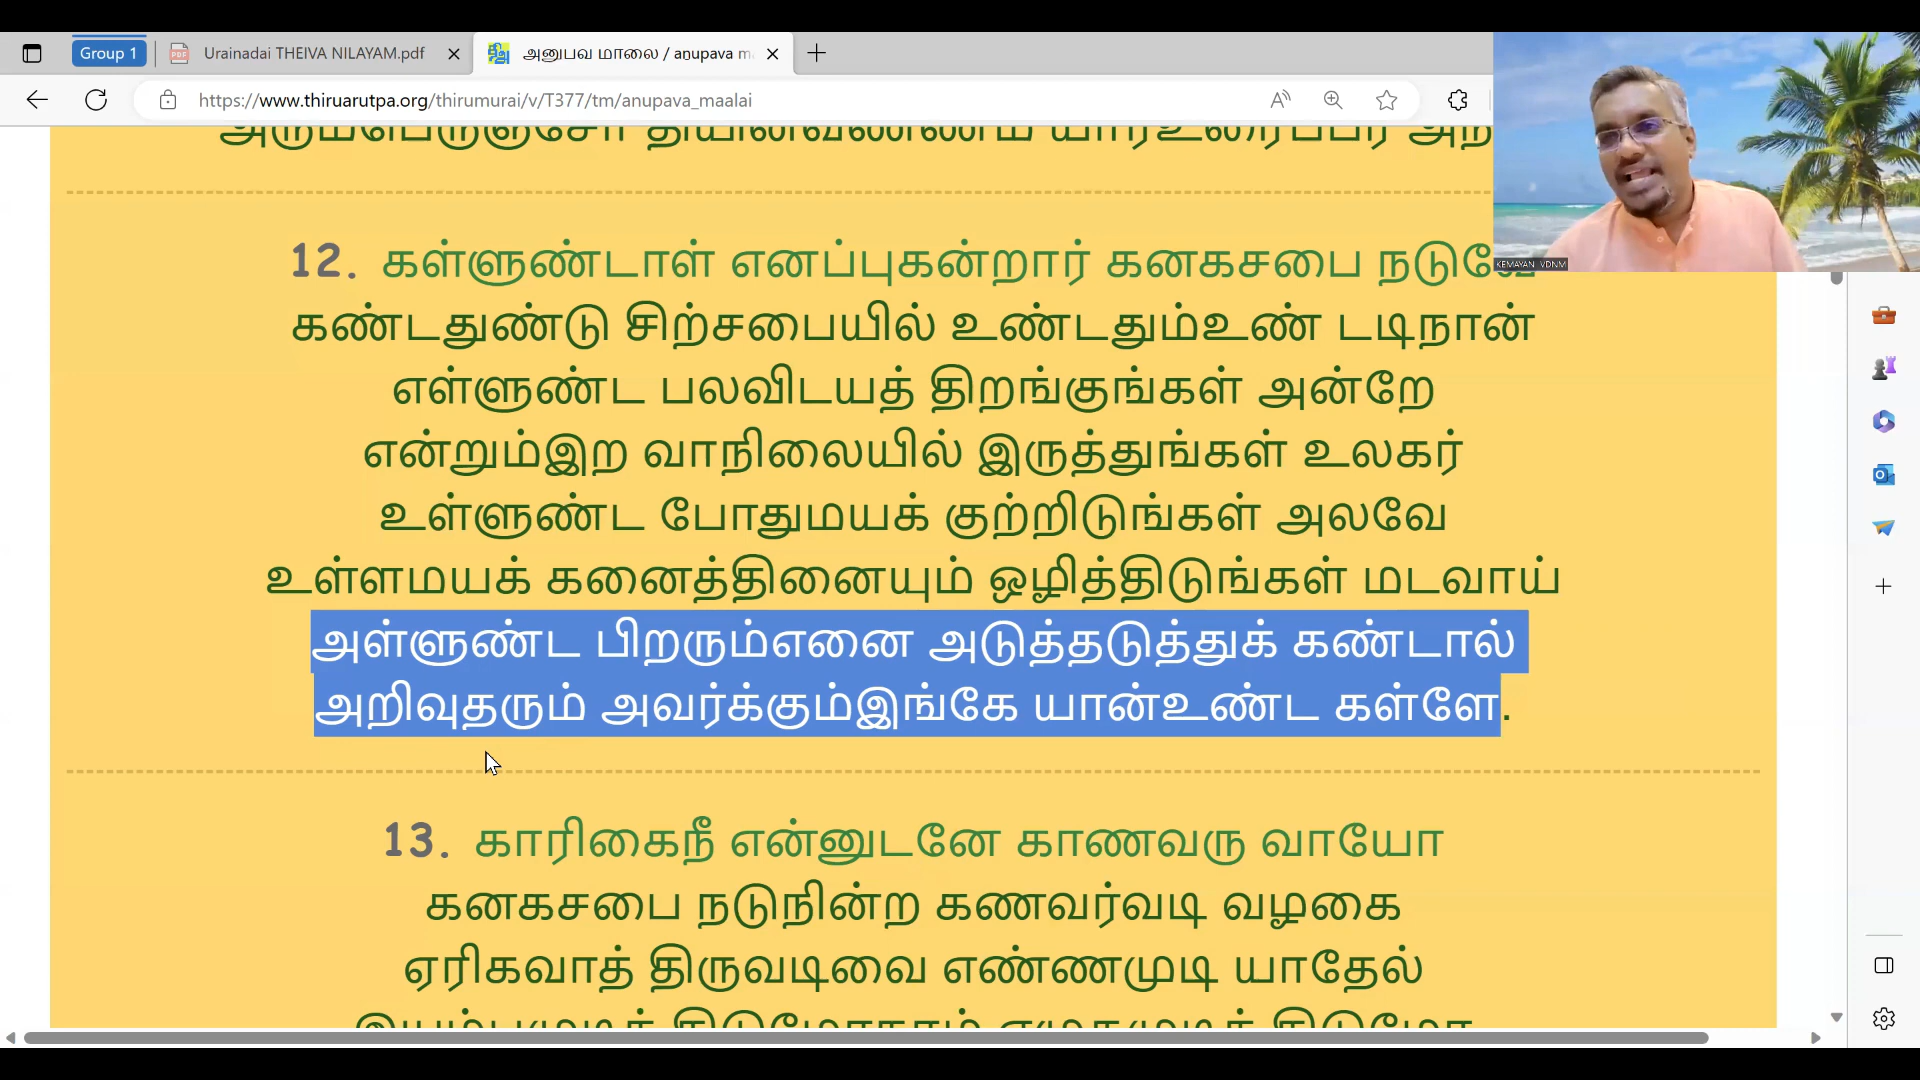 Group 1
Urainadai THEIVA NILAYAM.pdf
அனுபவ மாலை / aṉupava m
https://www.thiruarutpa.org/thirumurai/v/T377/tm/anupava_maalai
KEMAYAN VDNM
12. கள்ளுண்டாள் எனப்புகன்றார் கனகசபை நடுவே
கண்டதுண்டு சிற்சபையில் உண்டதும்உண் டடிநான்
எள்ளுண்ட பலவிடயத் திறங்குங்கள் அன்றே
என்றும்இற வாநிலையில் இருத்துங்கள் உலகர்
உள்ளுண்ட போதுமயக் குற்றிடுங்கள் அலவே
உள்ளமயக் கனைத்தினையும் ஒழித்திடுங்கள் மடவாய்
அள்ளுண்ட பிறரும்எனை அடுத்தடுத்துக் கண்டால்
அறிவுதரும் அவர்க்கும்இங்கே யான்உண்ட கள்ளே.
13. காரிகைநீ என்னுடனே காணவரு வாயோ
கனகசபை நடுநின்ற கணவர்வடி வழகை
ஏரிகவாத் திருவடிவை எண்ணமுடி யாதேல்